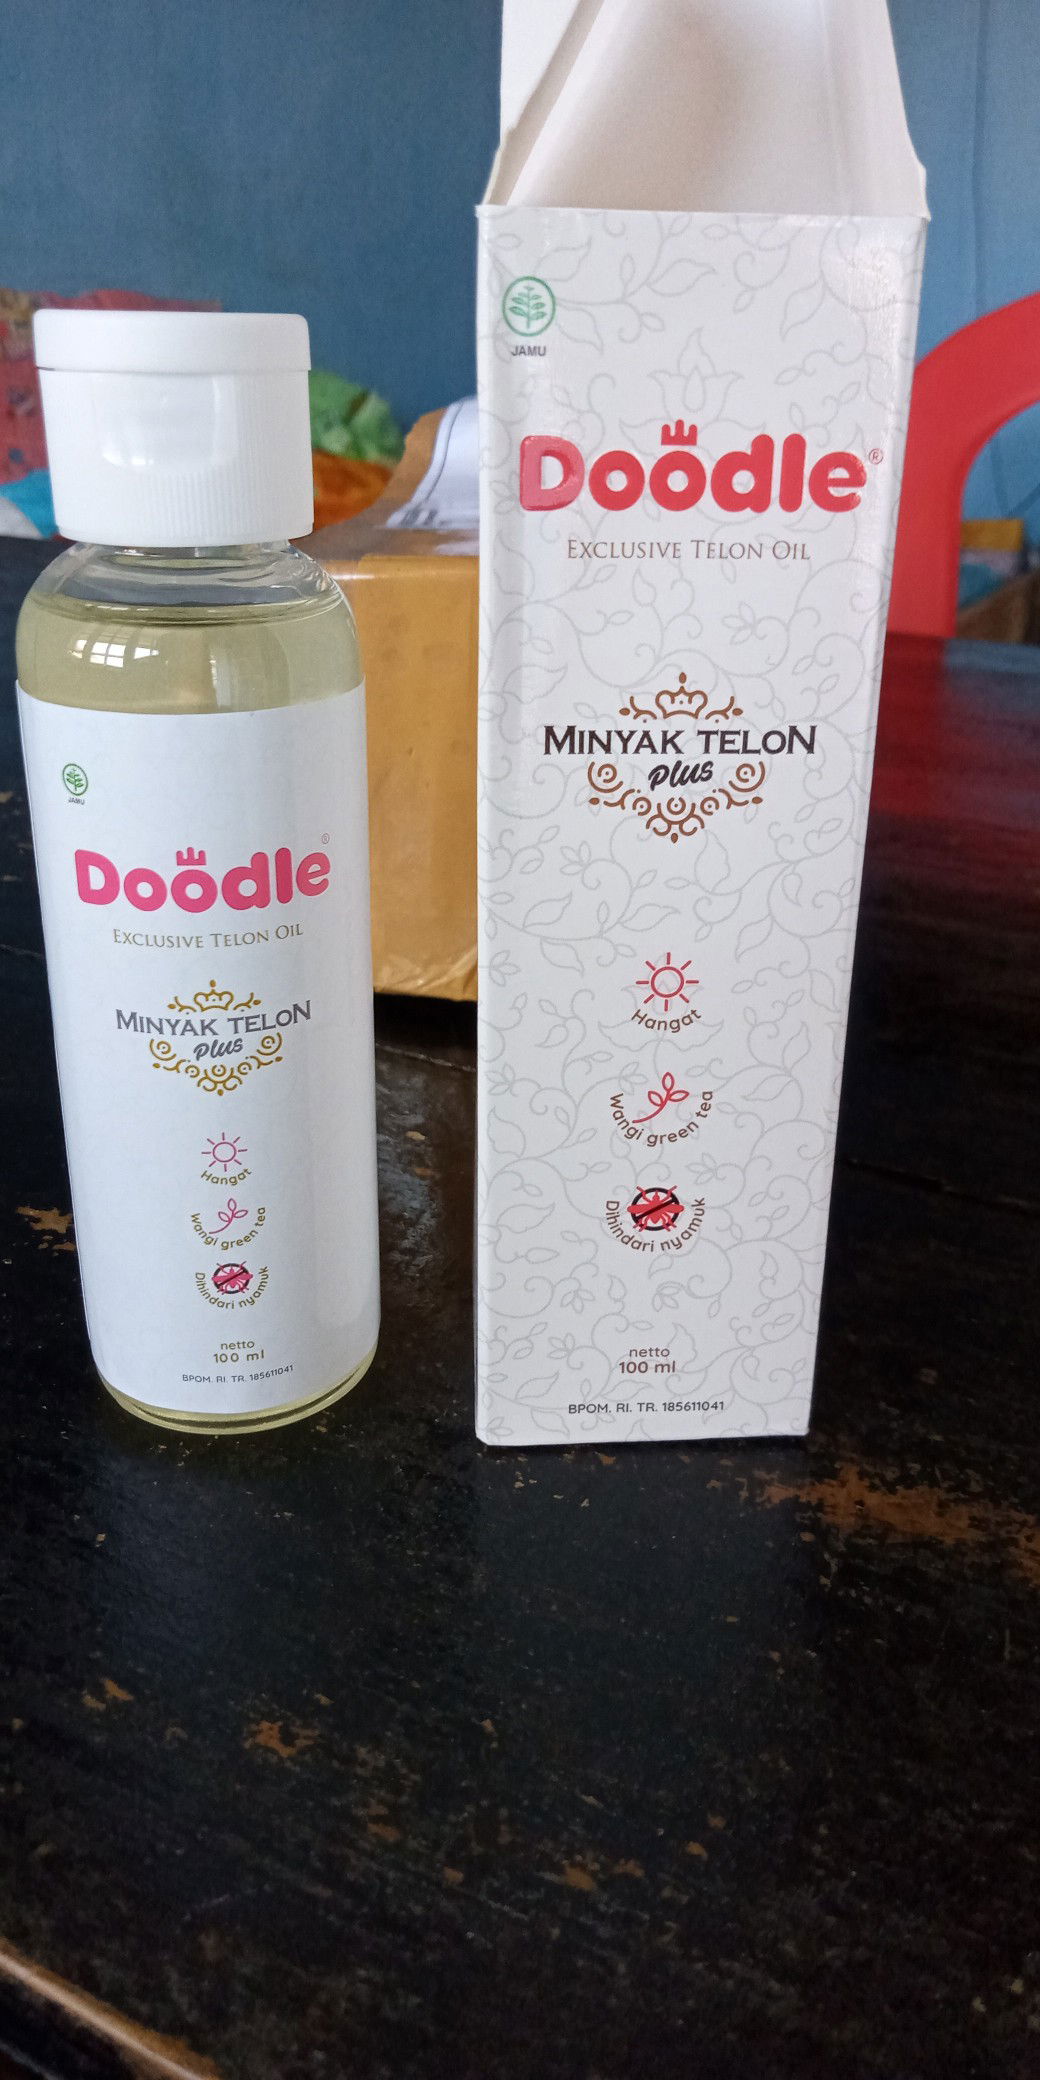 JAMU
Doodle®
EXCLUSIVE TELON OIL
MINYAK TELON
plus
Hangat
Wangi green tea
Dihindari nyamuk
netto
100 ml
BPOM. RI. TR. 185611041
JAMU
Doodle®
EXCLUSIVE TELON OIL
MINYAK TELON
plus
Hangat
Wangi green tea
Dihindari nyamuk
netto
100 ml
BPOM. RI. TR. 185611041